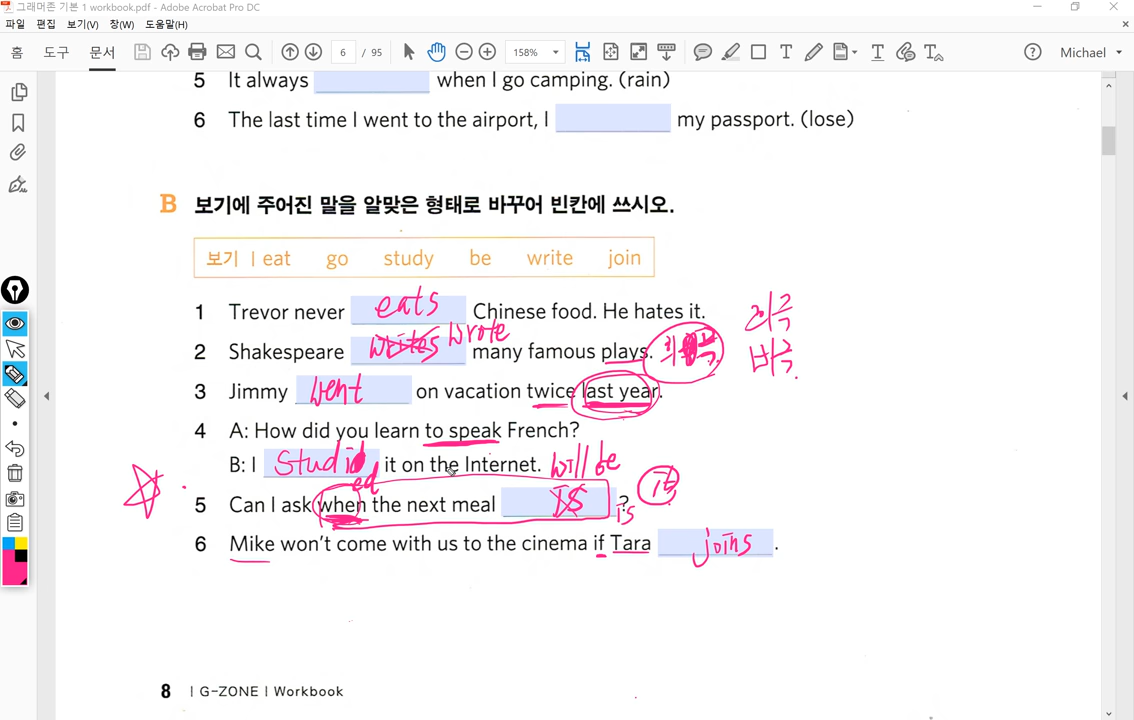 그래머존 기본 1 workbook.pdf - Adobe Acrobat Pro DC
파일 편집 보기(V) 창(W) 도움말(H)
홈 도구 문서 6 / 95 158% Michael
5 It always when I go camping. (rain)
6 The last time I went to the airport, I my passport. (lose)
B 보기에 주어진 말을 알맞은 형태로 바꾸어 빈칸에 쓰시오.
보기 | eat go study be write join
1 Trevor never eats Chinese food. He hates it.
2 Shakespeare writes wrote many famous plays.
3 Jimmy went on vacation twice last year.
4 A: How did you learn to speak French?
B: I studied it on the Internet. will be
5 Can I ask when the next meal is ? is
6 Mike won't come with us to the cinema if Tara joins .
8 | G-ZONE | Workbook